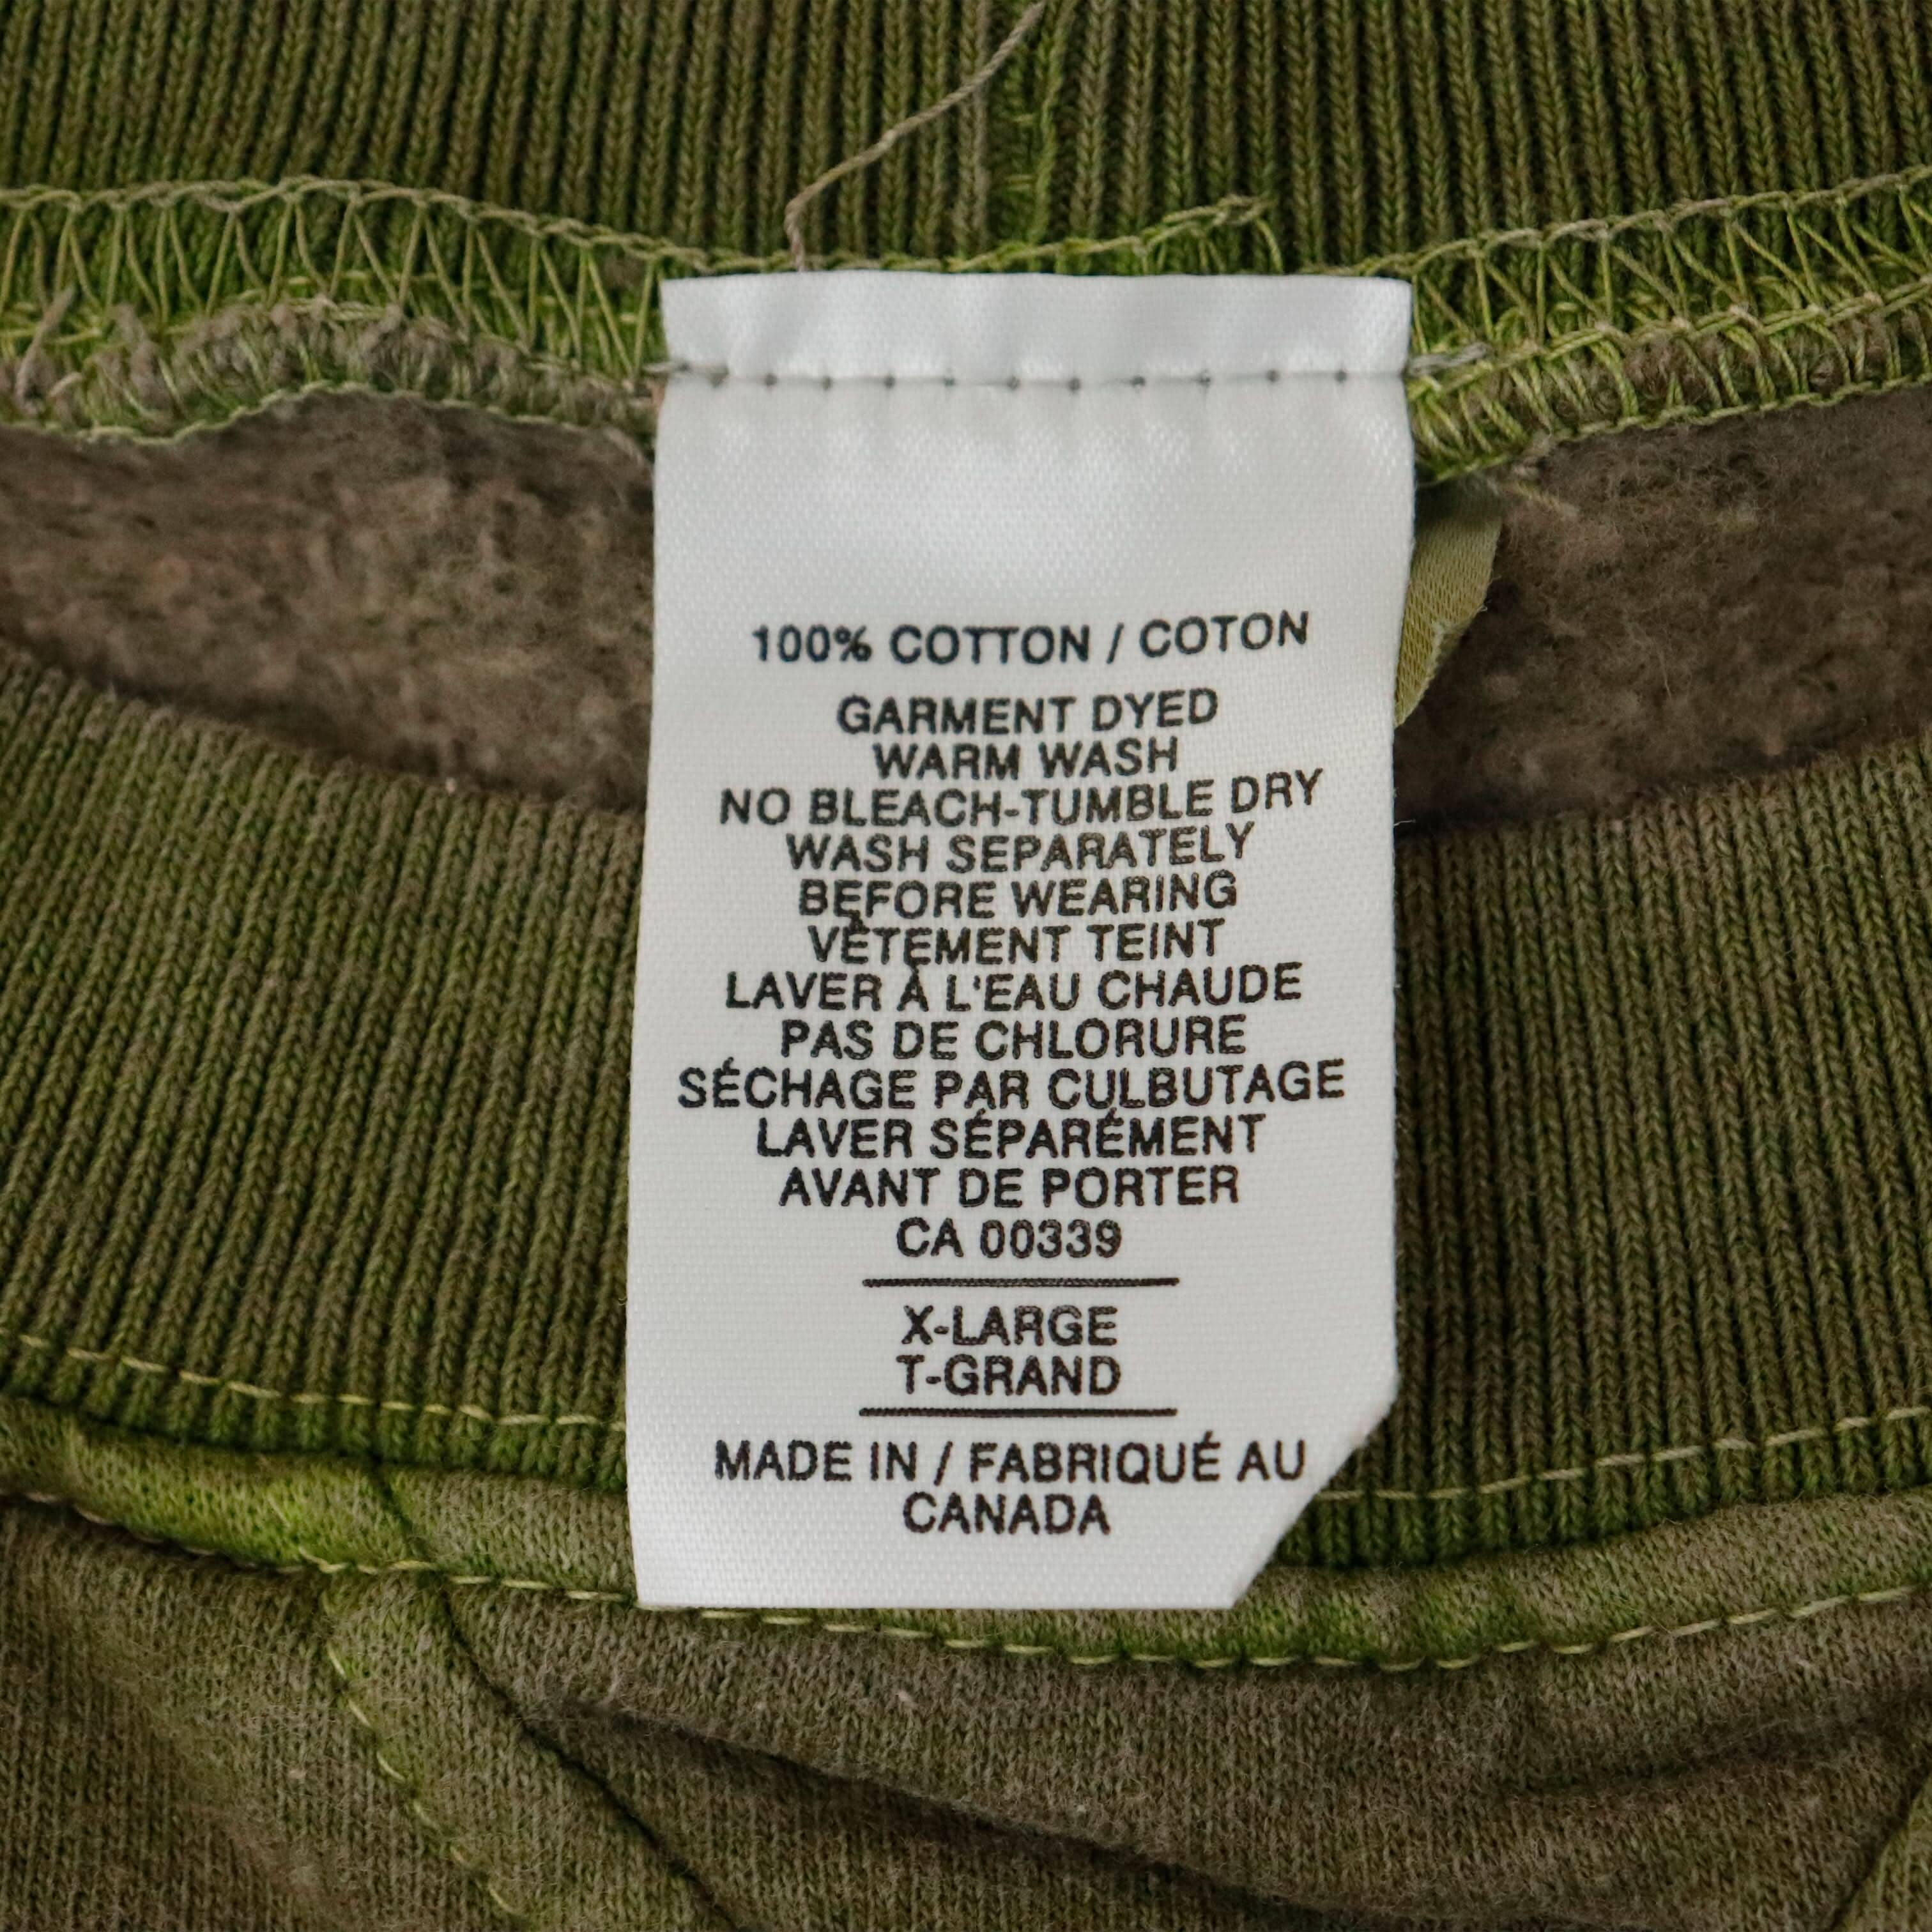 100% COTTON / COTON
GARMENT DYED
WARM WASH
NO BLEACH-TUMBLE DRY
WASH SEPARATELY
BEFORE WEARING
VÊTEMENT TEINT
LAVER À L'EAU CHAUDE
PAS DE CHLORURE
SÉCHAGE PAR CULBUTAGE
LAVER SÉPARÉMENT
AVANT DE PORTER
CA 00339
X-LARGE
T-GRAND
MADE IN / FABRIQUÉ AU
CANADA